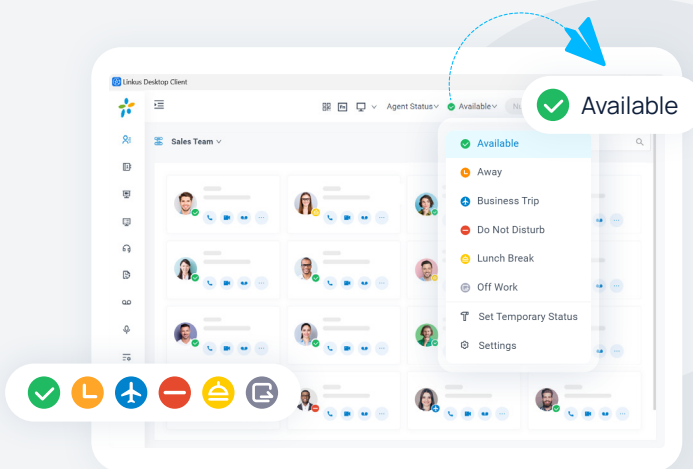 Linkus Desktop Client
Fn
Agent Status
Available
Available
Sales Team
Available
Away
Business Trip
Do Not Disturb
Lunch Break
Off Work
Set Temporary Status
Settings